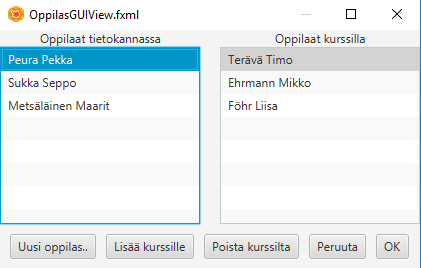 OppilasGUIView.fxml
Oppilaat tietokannassa
Oppilaat kurssilla
Peura Pekka
Terävä Timo
Sukka Seppo
Ehrmann Mikko
Metsäläinen Maarit
Föhr Liisa
Uusi oppilas..
Lisää kurssille
Poista kurssilta
Peruuta
OK